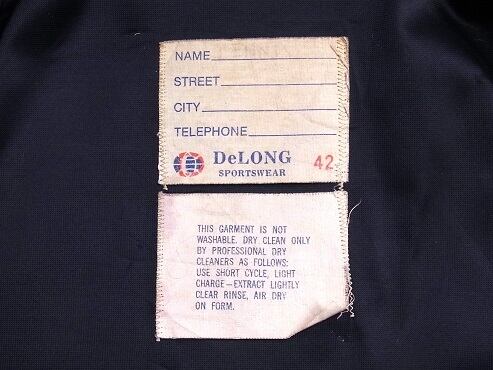 NAME
STREET
CITY
TELEPHONE
DeLONG 42
SPORTSWEAR
THIS GARMENT IS NOT
WASHABLE. DRY CLEAN ONLY
BY PROFESSIONAL DRY
CLEANERS AS FOLLOWS:
USE SHORT CYCLE, LIGHT
CHARGE—EXTRACT LIGHTLY
CLEAR RINSE, AIR DRY
ON FORM.